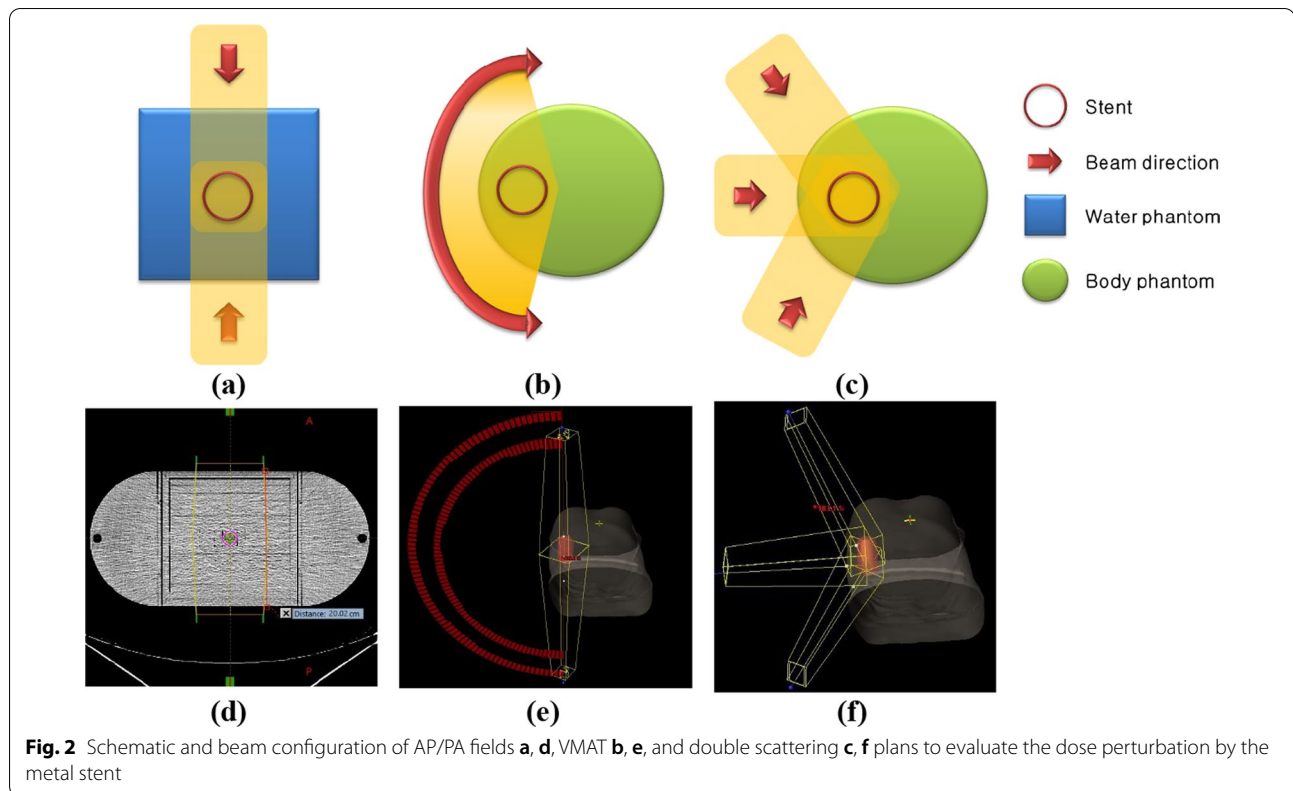 Stent
Beam direction
Water phantom
Body phantom
(a)
(b)
(c)
A
Distance: 20.02 cm
P
(d)
(e)
(f)
Fig. 2 Schematic and beam configuration of AP/PA fields a, d, VMAT b, e, and double scattering c, f plans to evaluate the dose perturbation by the
metal stent